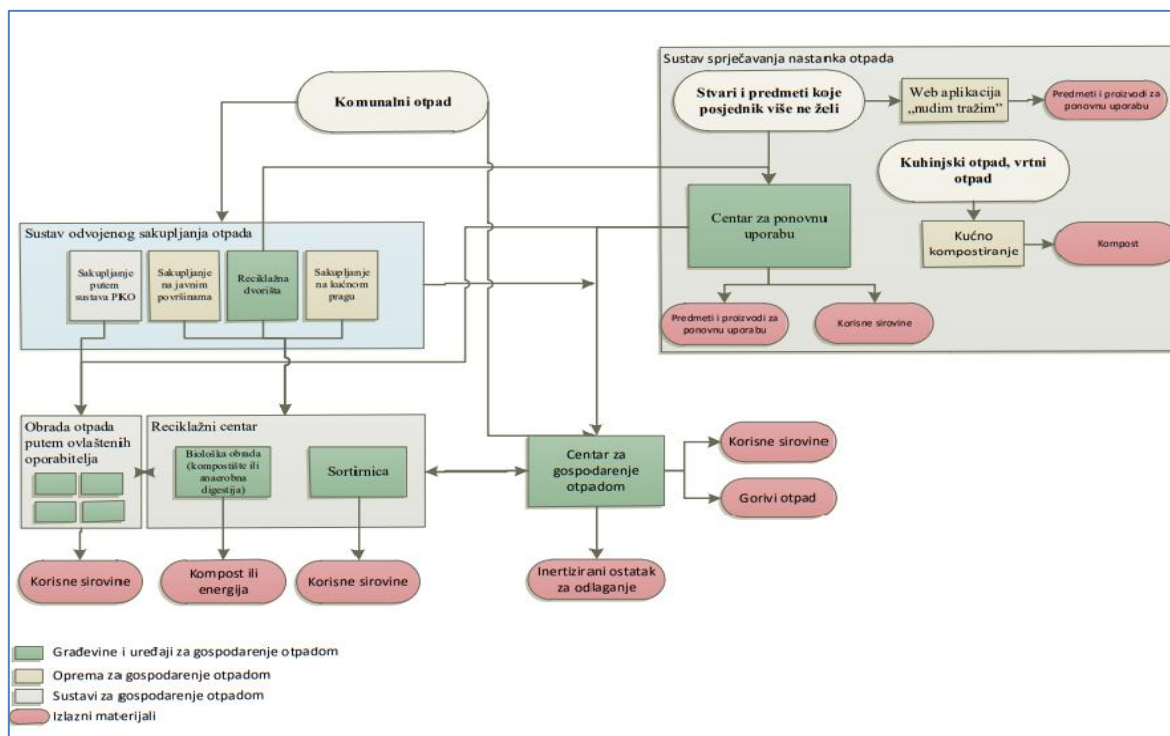 Sustav sprječavanja nastanka otpada
Komunalni otpad
Stvari i predmeti koje
posjednik više ne želi
Web aplikacija
„nudim tražim”
Predmeti i proizvodi za
ponovnu uporabu
Kuhinjski otpad, vrtni
otpad
Centar za ponovnu
uporabu
Kućno
kompostiranje
Kompost
Predmeti i proizvodi za
ponovnu uporabu
Korisne sirovine
Sustav odvojenog sakupljanja otpada
Sakupljanje
putem
sustava PKO
Sakupljanje
na javnim
površinama
Reciklažna
dvorišta
Sakupljanje
na kućnom
pragu
Obrada otpada
putem ovlaštenih
oporabitelja
Reciklažni centar
Biološka obrada
(kompostište ili
anaerobna
digestija)
Sortirnica
Centar za
gospodarenje
otpadom
Korisne sirovine
Gorivi otpad
Korisne sirovine
Kompost ili
energija
Korisne sirovine
Inertizirani ostatak
za odlaganje
Građevine i uređaji za gospodarenje otpadom
Oprema za gospodarenje otpadom
Sustavi za gospodarenje otpadom
Izlazni materijali